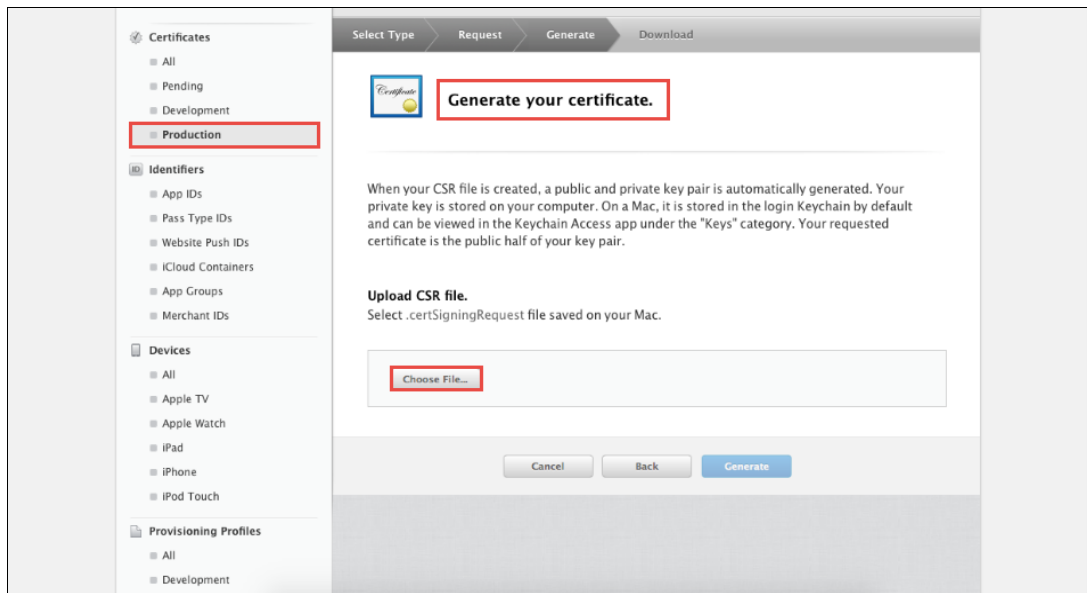 Certificates
All
Pending
Development
Production
ID Identifiers
App IDs
Pass Type IDs
Website Push IDs
iCloud Containers
App Groups
Merchant IDs
Devices
All
Apple TV
Apple Watch
iPad
iPhone
iPod Touch
Provisioning Profiles
All
Development
Select Type Request Generate Download
Certificate
Generate your certificate.
When your CSR file is created, a public and private key pair is automatically generated. Your
private key is stored on your computer. On a Mac, it is stored in the login Keychain by default
and can be viewed in the Keychain Access app under the "Keys" category. Your requested
certificate is the public half of your key pair.
Upload CSR file.
Select .certSigningRequest file saved on your Mac.
Choose File...
Cancel Back Generate